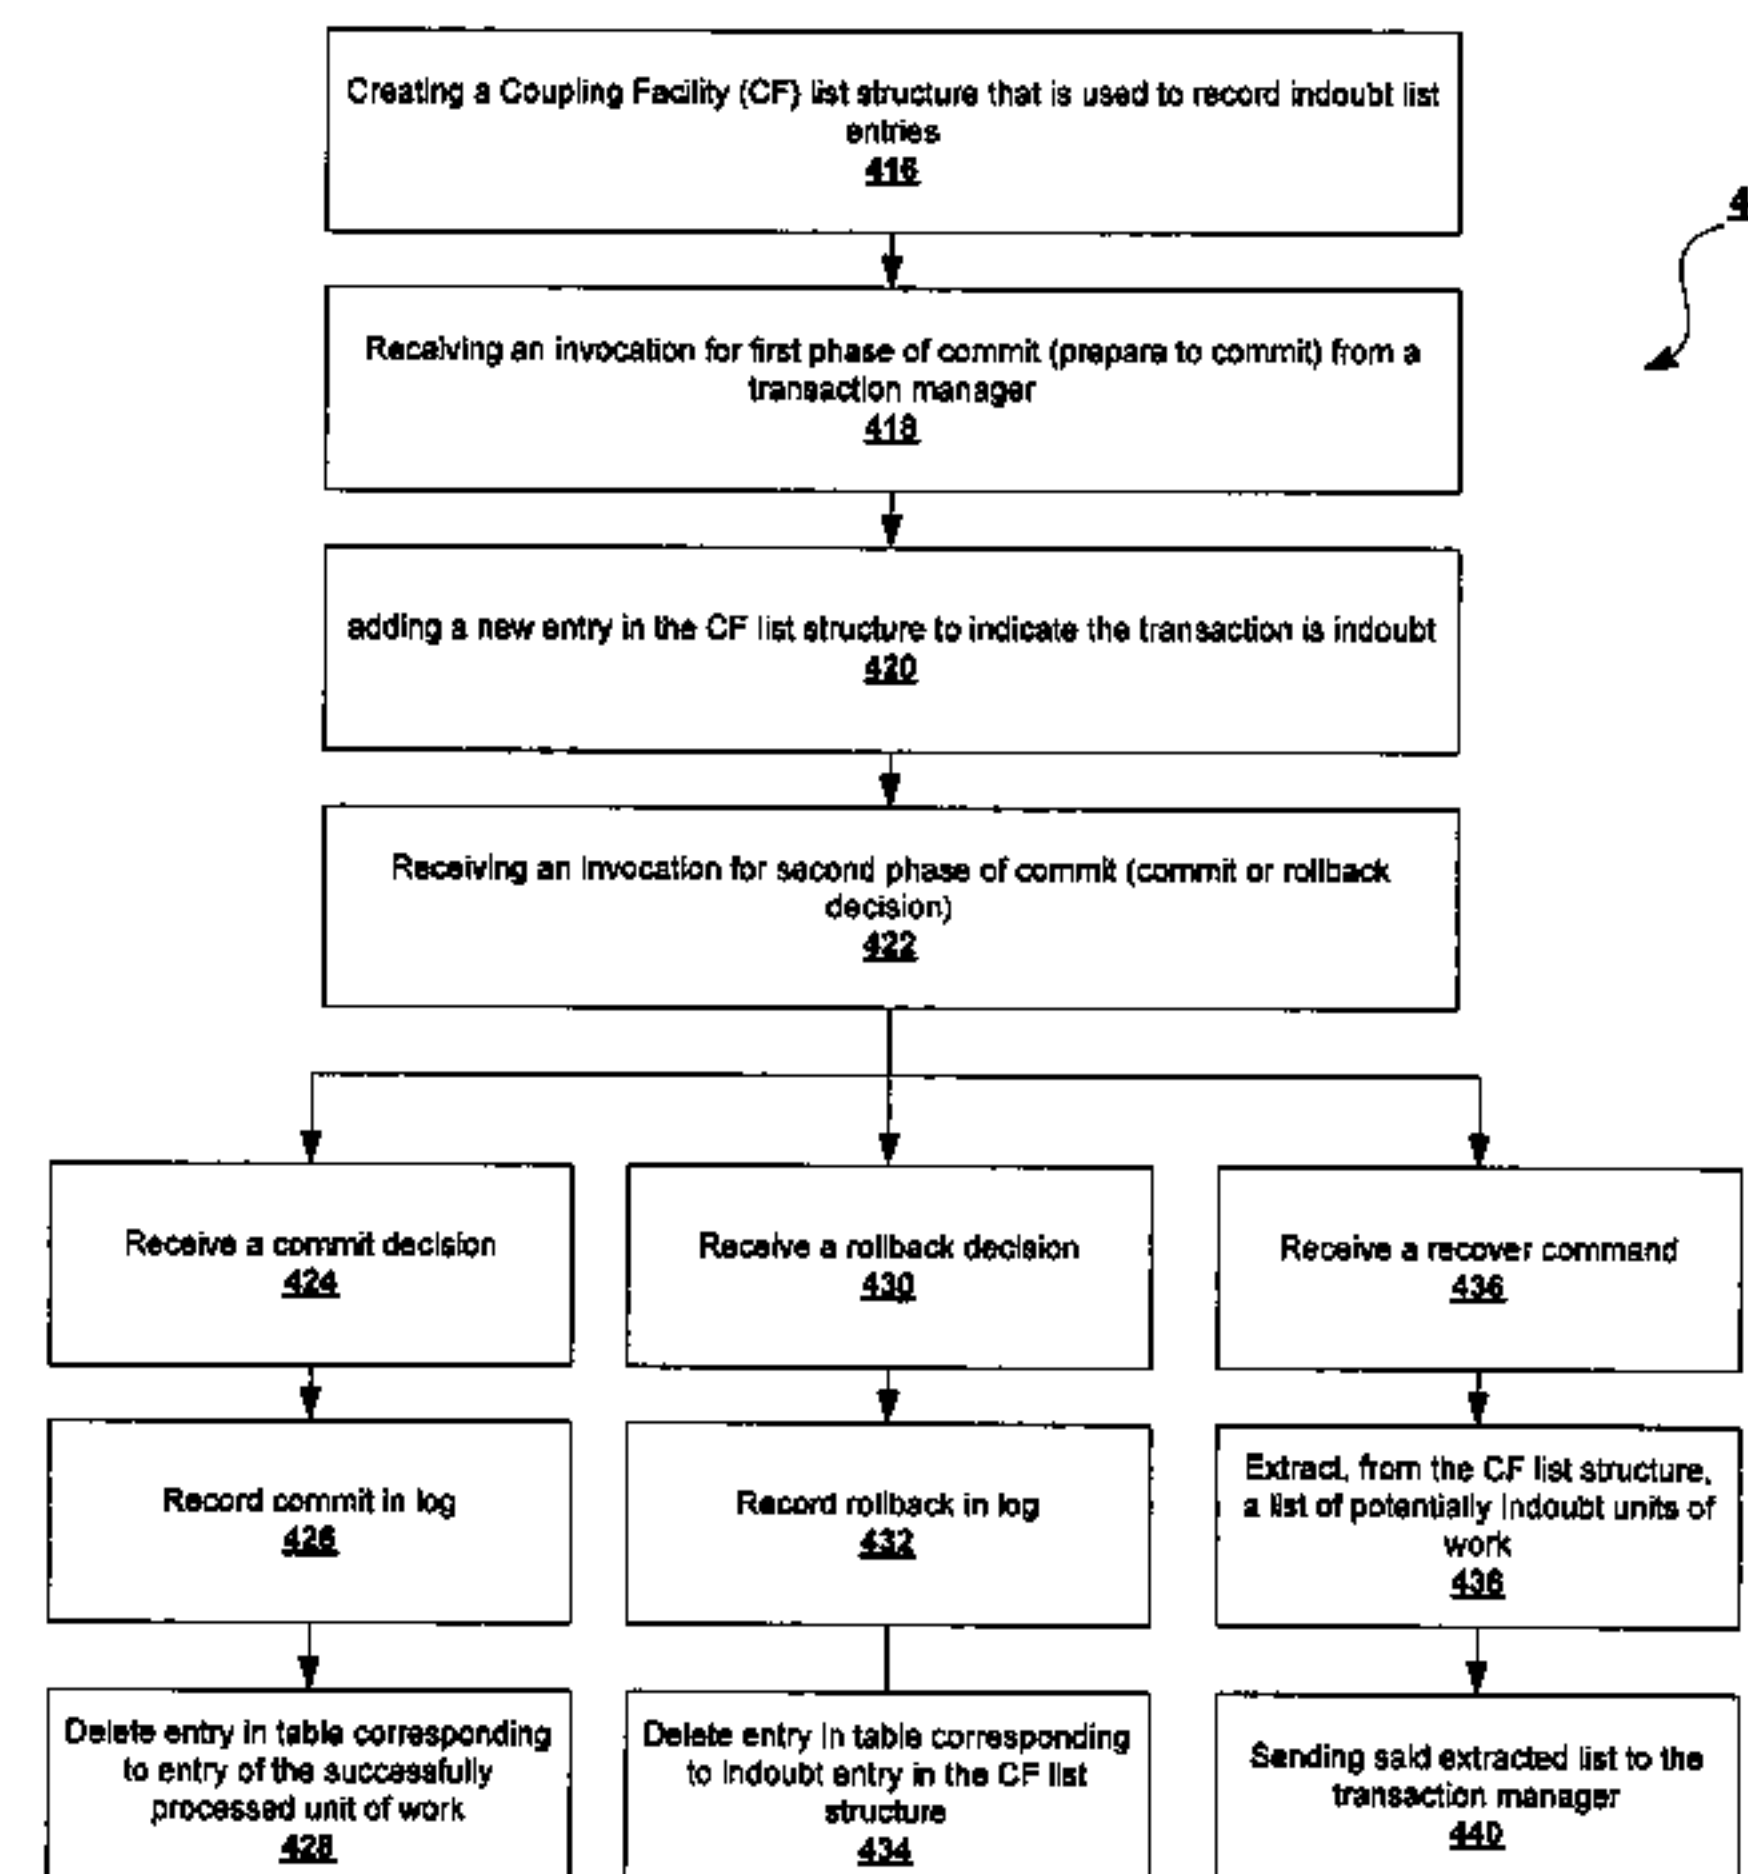 Creating a Coupling Facility (CF) list structure that is used to record indoubt list
entries
416
4
Receiving an invocation for first phase of commit (prepare to commit) from a
transaction manager
418
adding a new entry in the CF list structure to indicate the transaction is indoubt
420
Receiving an invocation for second phase of commit (commit or rollback
decision)
422
Receive a commit decision
424
Receive a rollback decision
430
Receive a recover command
436
Record commit in log
426
Record rollback in log
432
Extract, from the CF list structure,
a list of potentially indoubt units of
work
438
Delete entry in table corresponding
to entry of the successfully
processed unit of work
428
Delete entry in table corresponding
to indoubt entry in the CF list
structure
434
Sending said extracted list to the
transaction manager
440